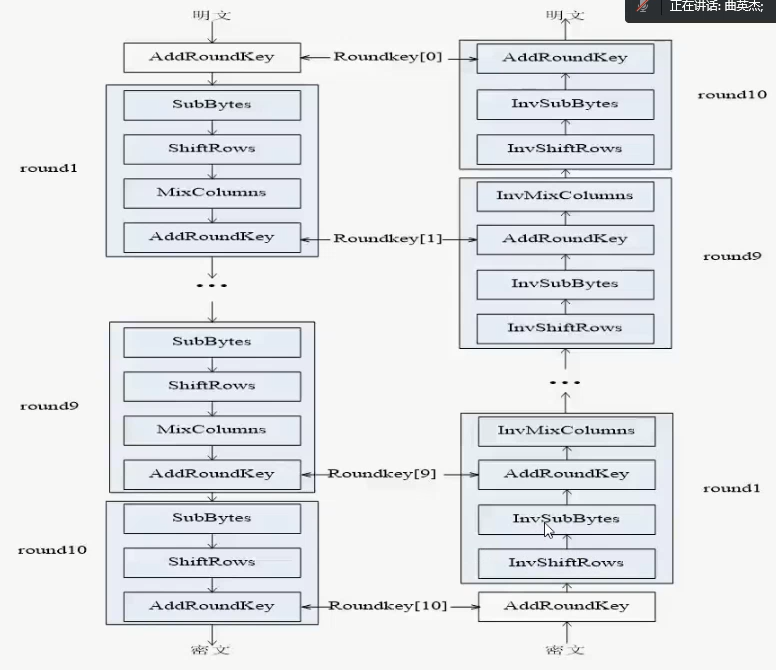 正在讲话: 曲英杰;
明文
AddRoundKey
SubBytes
ShiftRows
MixColumns
AddRoundKey
round1
...
SubBytes
ShiftRows
MixColumns
AddRoundKey
round9
SubBytes
ShiftRows
AddRoundKey
round10
密文
Roundkey[0]
Roundkey[1]
Roundkey[9]
Roundkey[10]
明文
AddRoundKey
InvSubBytes
InvShiftRows
round10
InvMixColumns
AddRoundKey
InvSubBytes
InvShiftRows
round9
...
InvMixColumns
AddRoundKey
InvSubBytes
InvShiftRows
round1
AddRoundKey
密文